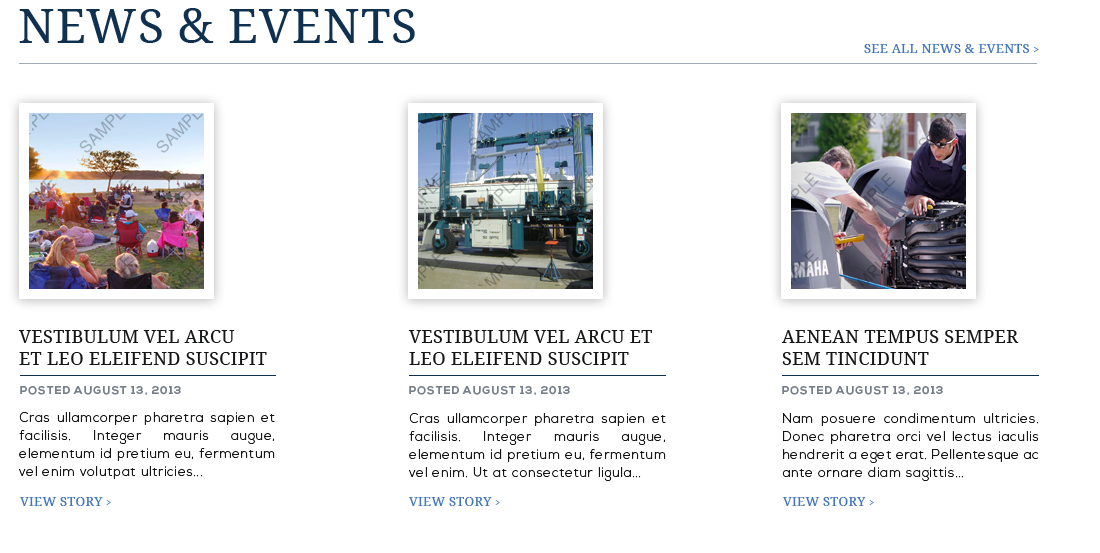 NEWS & EVENTS
SEE ALL NEWS & EVENTS >
SAMPLE
SAMPLE
SAMPLE
SAMPLE
YAMAHA
VESTIBULUM VEL ARCU
ET LEO ELEIFEND SUSCIPIT
POSTED AUGUST 13, 2013
Cras ullamcorper pharetra sapien et
facilisis. Integer mauris augue,
elementum id pretium eu, fermentum
vel enim volutpat ultricies...
VIEW STORY >
VESTIBULUM VEL ARCU ET
LEO ELEIFEND SUSCIPIT
POSTED AUGUST 13, 2013
Cras ullamcorper pharetra sapien et
facilisis. Integer mauris augue,
elementum id pretium eu, fermentum
vel enim. Ut at consectetur ligula...
VIEW STORY >
AENEAN TEMPUS SEMPER
SEM TINCIDUNT
POSTED AUGUST 13, 2013
Nam posuere condimentum ultricies.
Donec pharetra orci vel lectus iaculis
hendrerit a eget erat. Pellentesque ac
ante ornare diam sagittis...
VIEW STORY >